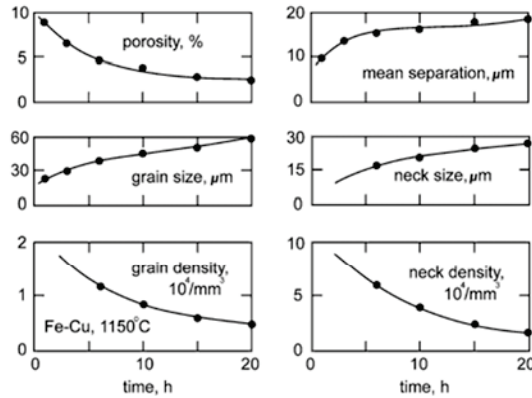 10
porosity, %
5
0
20
10
mean separation, µm
0
60
30
grain size, µm
0
30
15
neck size, µm
0
2
grain density,
10⁴/mm³
1
Fe-Cu, 1150°C
0
0 5 10 15 20
time, h
10
neck density,
10⁴/mm³
5
0
0 5 10 15 20
time, h